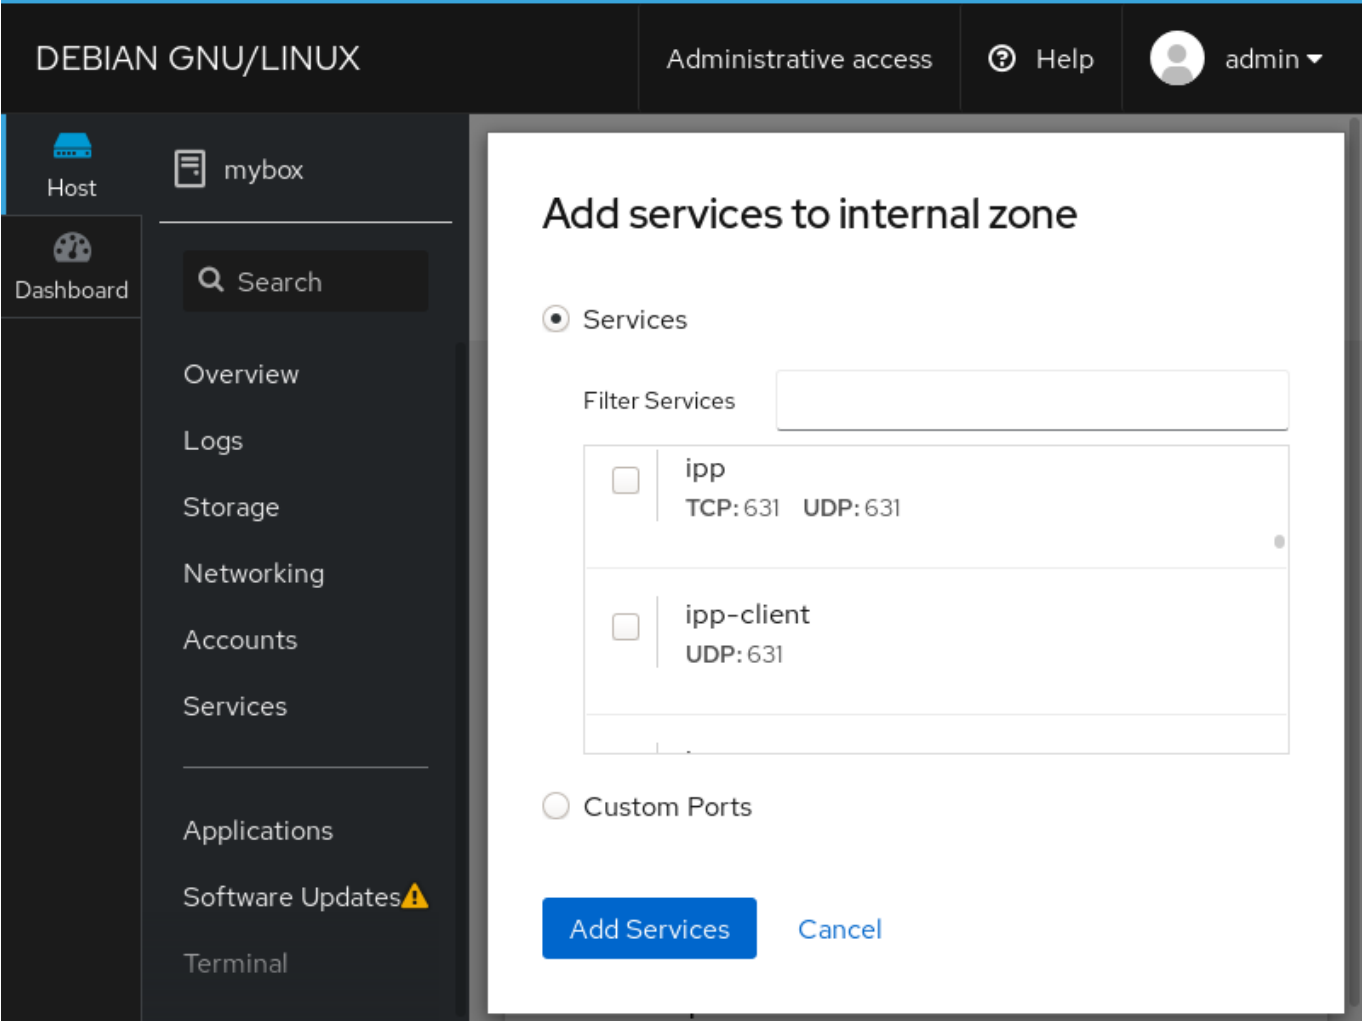 DEBIAN GNU/LINUX
Administrative access
Help
admin
Host
Dashboard
mybox
Search
Overview
Logs
Storage
Networking
Accounts
Services
Applications
Software Updates
Terminal
Add services to internal zone
Services
Filter Services
ipp
TCP: 631 UDP: 631
ipp-client
UDP: 631
Custom Ports
Add Services Cancel